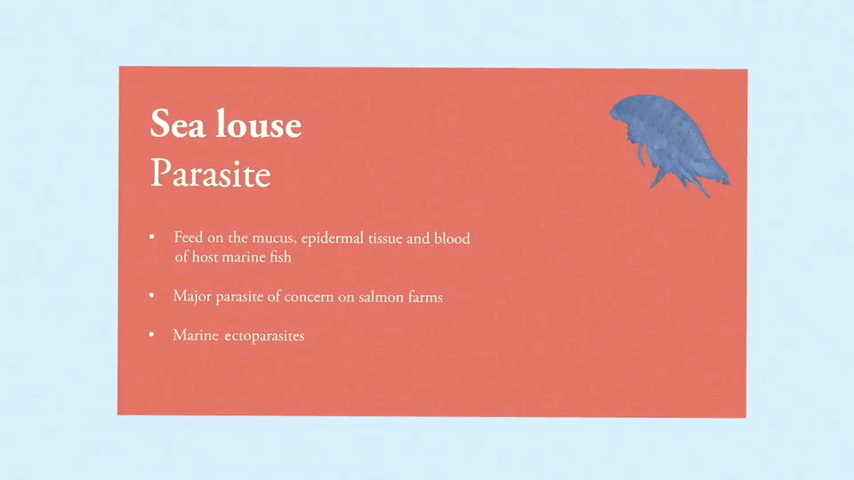 Sea louse
Parasite
• Feed on the mucus, epidermal tissue and blood
of host marine fish
• Major parasite of concern on salmon farms
• Marine ectoparasites